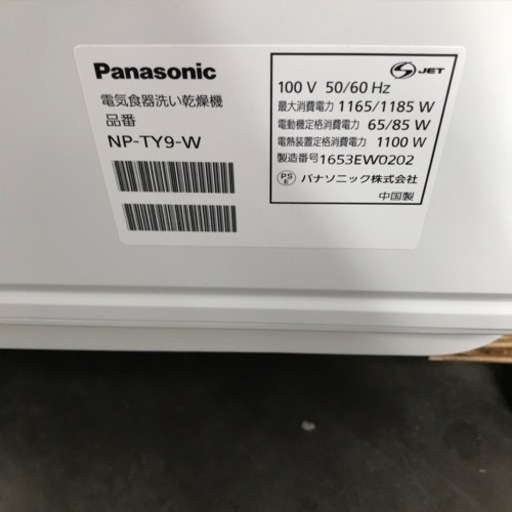 Panasonic
電気食器洗い乾燥機
品番
NP-TY9-W
S JET
100 V 50/60 Hz
最大消費電力 1165/1185 W
電動機定格消費電力 65/85 W
電熱装置定格消費電力 1100 W
製造番号1653EW0202
PS E パナソニック株式会社
中国製